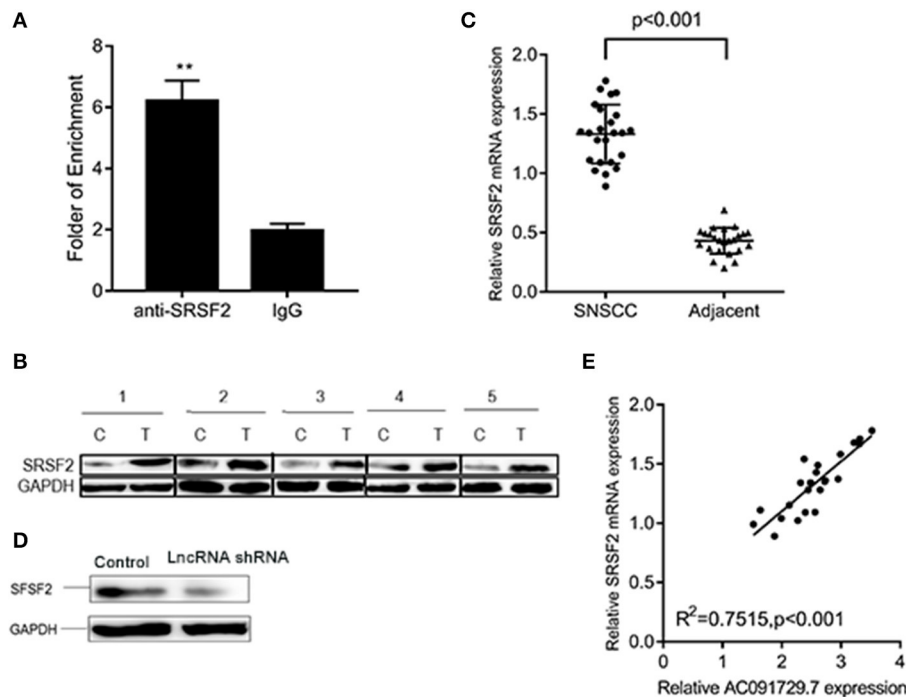 A
Folder of Enrichment
8
6
4
2
0
**
anti-SRSF2
IgG
C
p<0.001
Relative SRSF2 mRNA expression
2.0
1.5
1.0
0.5
0.0
SNSCC
Adjacent
B
1 2 3 4 5
C T C T C T C T C T
SRSF2
GAPDH
D
Control LncRNA shRNA
SFSF2
GAPDH
E
Relative SRSF2 mRNA expression
2.0
1.5
1.0
0.5
0.0
R²=0.7515,p<0.001
0 1 2 3 4
Relative AC091729.7 expression